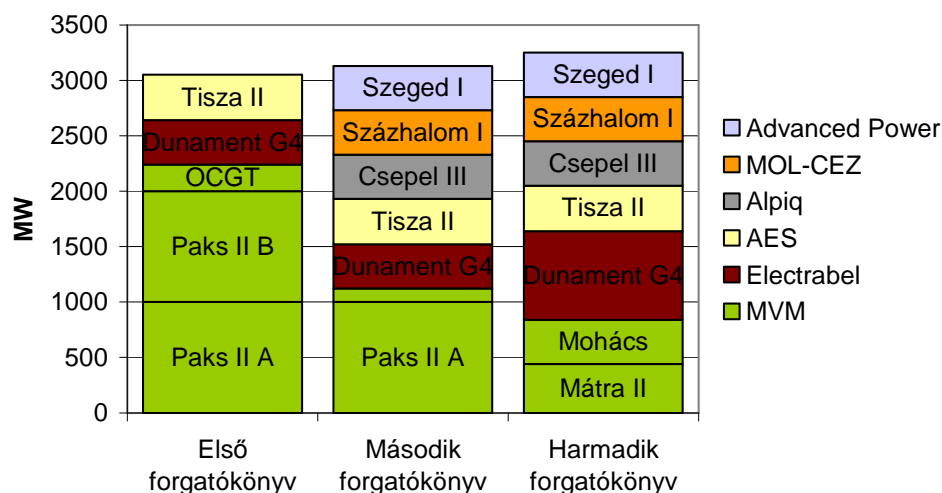 MW
3500
3000
2500
2000
1500
1000
500
0
Tisza II
Dunament G4
OCGT
Paks II B
Paks II A
Szeged I
Százhalom I
Csepel III
Tisza II
Dunament G4
Paks II A
Szeged I
Százhalom I
Csepel III
Tisza II
Dunament G4
Mohács
Mátra II
Első
forgatókönyv
Második
forgatókönyv
Harmadik
forgatókönyv
Advanced Power
MOL-CEZ
Alpiq
AES
Electrabel
MVM